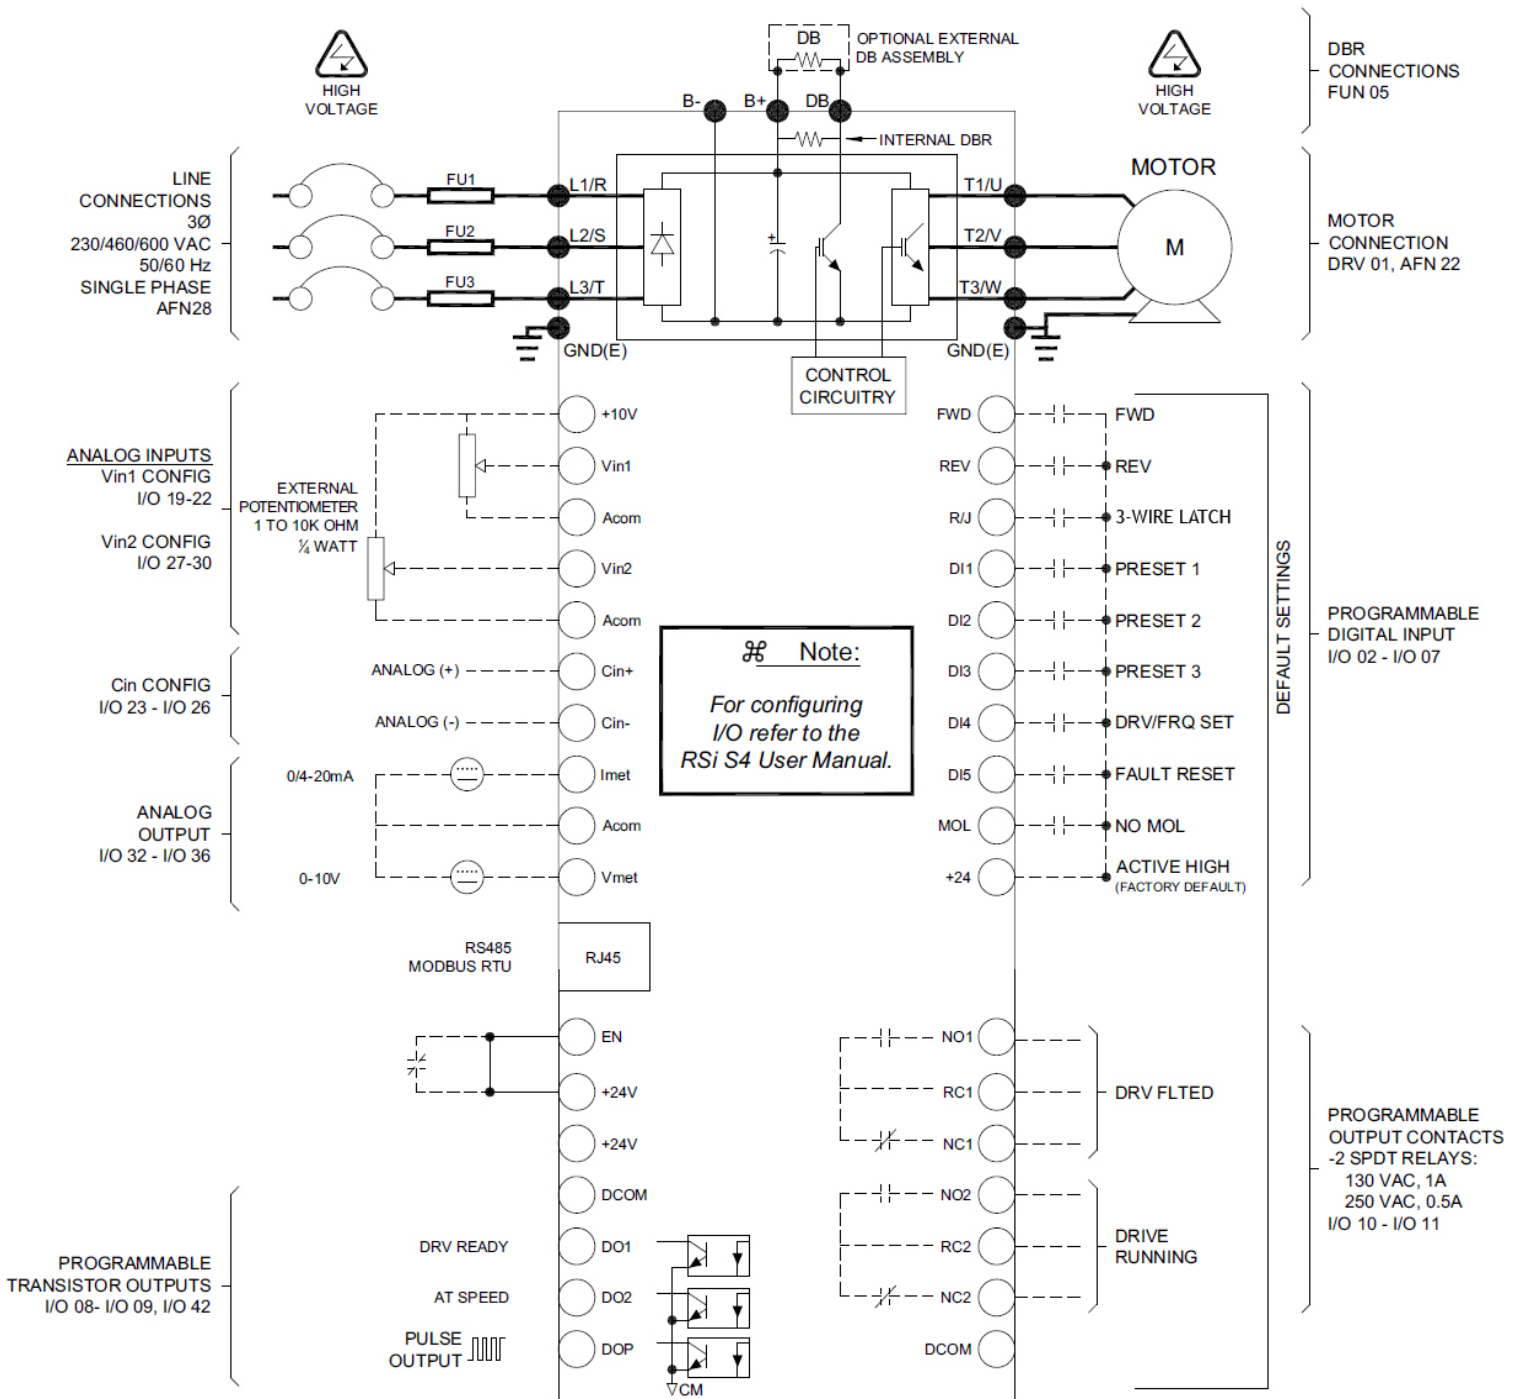 HIGH
VOLTAGE
DB
OPTIONAL EXTERNAL
DB ASSEMBLY
HIGH
VOLTAGE
DBR
CONNECTIONS
FUN 05
B-
B+
DB
INTERNAL DBR
LINE
CONNECTIONS
3Ø
230/460/600 VAC
50/60 Hz
SINGLE PHASE
AFN28
FU1
FU2
FU3
L1/R
L2/S
L3/T
GND(E)
+
T1/U
T2/V
T3/W
GND(E)
MOTOR
M
MOTOR
CONNECTION
DRV 01, AFN 22
CONTROL
CIRCUITRY
ANALOG INPUTS
Vin1 CONFIG
I/O 19-22
Vin2 CONFIG
I/O 27-30
EXTERNAL
POTENTIOMETER
1 TO 10K OHM
¼ WATT
+10V
Vin1
Acom
Vin2
Acom
Cin CONFIG
I/O 23 - I/O 26
ANALOG (+)
Cin+
ANALOG (-)
Cin-
ANALOG
OUTPUT
I/O 32 - I/O 36
0/4-20mA
Imet
Acom
0-10V
Vmet
⌘ Note:
For configuring
I/O refer to the
RSi S4 User Manual.
FWD
FWD
REV
REV
R/J
3-WIRE LATCH
DI1
PRESET 1
DI2
PRESET 2
DI3
PRESET 3
DI4
DRV/FRQ SET
DI5
FAULT RESET
MOL
NO MOL
+24
ACTIVE HIGH
(FACTORY DEFAULT)
DEFAULT SETTINGS
PROGRAMMABLE
DIGITAL INPUT
I/O 02 - I/O 07
RS485
MODBUS RTU
RJ45
EN
+24V
+24V
DCOM
PROGRAMMABLE
TRANSISTOR OUTPUTS
I/O 08- I/O 09, I/O 42
DRV READY
DO1
AT SPEED
DO2
PULSE
OUTPUT
DOP
CM
NO1
RC1
NC1
DRV FLTED
NO2
RC2
NC2
DRIVE
RUNNING
DCOM
PROGRAMMABLE
OUTPUT CONTACTS
-2 SPDT RELAYS:
130 VAC, 1A
250 VAC, 0.5A
I/O 10 - I/O 11